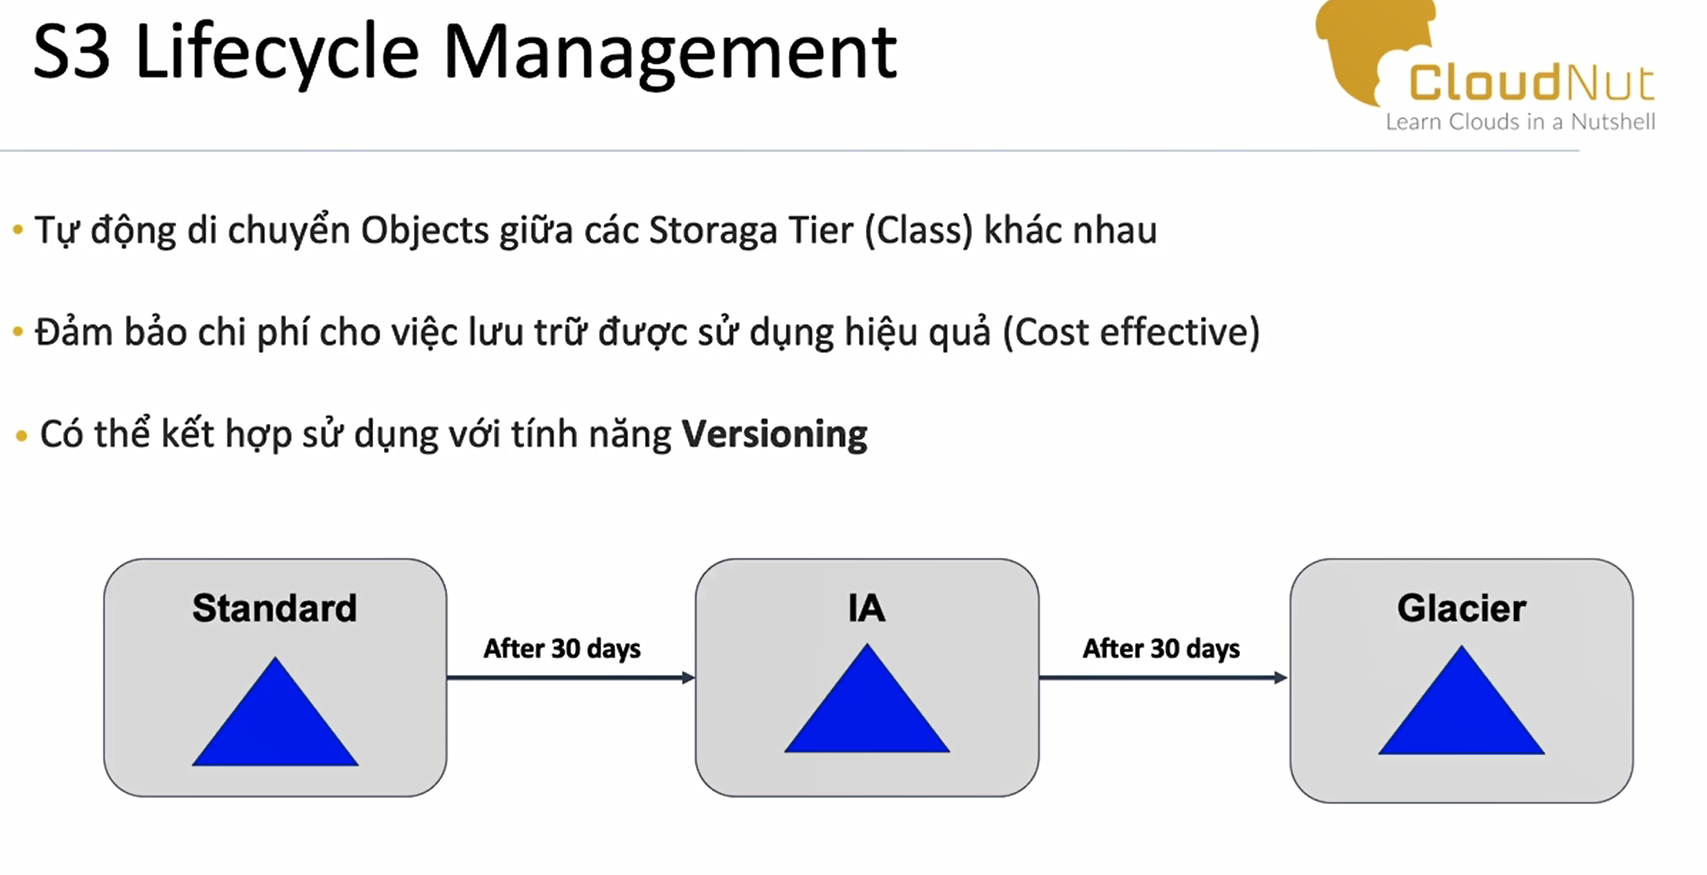 S3 Lifecycle Management
CloudNut
Learn Clouds in a Nutshell
• Tự động di chuyển Objects giữa các Storaga Tier (Class) khác nhau
• Đảm bảo chi phí cho việc lưu trữ được sử dụng hiệu quả (Cost effective)
• Có thể kết hợp sử dụng với tính năng Versioning
Standard
After 30 days
IA
After 30 days
Glacier